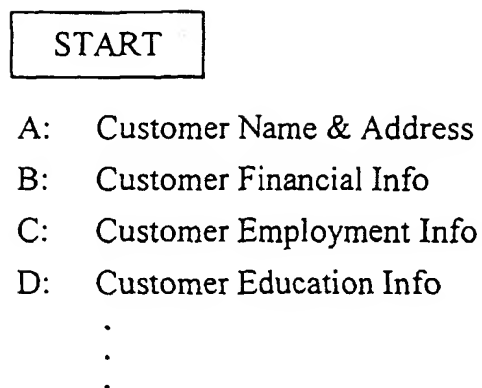 START
A: Customer Name & Address
B: Customer Financial Info
C: Customer Employment Info
D: Customer Education Info
.
.
.